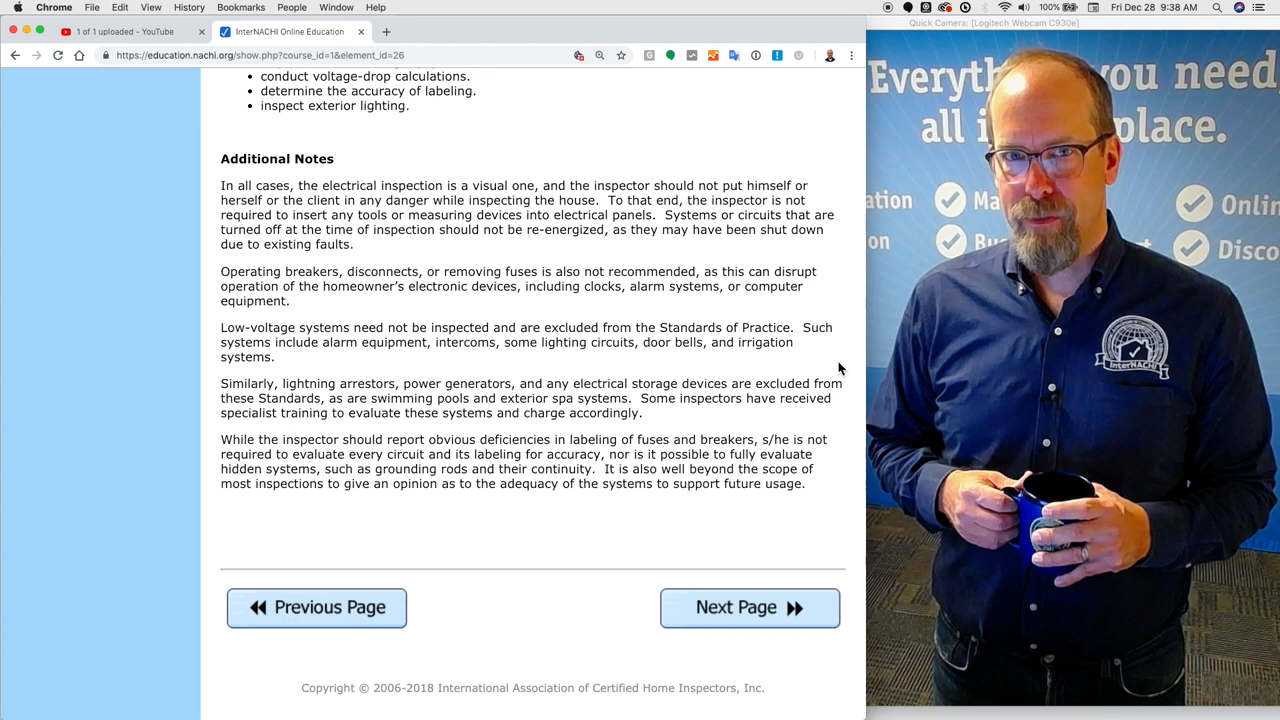 Chrome File Edit View History Bookmarks People Window Help 100% Fri Dec 28 9:38 AM
Quick Camera: [Logitech Webcam C930e]
1 of 1 uploaded - YouTube InterNACHI Online Education
https://education.nachi.org/show.php?course_id=1&element_id=26
conduct voltage-drop calculations.
determine the accuracy of labeling.
inspect exterior lighting.
Additional Notes
In all cases, the electrical inspection is a visual one, and the inspector should not put himself or
herself or the client in any danger while inspecting the house. To that end, the inspector is not
required to insert any tools or measuring devices into electrical panels. Systems or circuits that are
turned off at the time of inspection should not be re-energized, as they may have been shut down
due to existing faults.
Operating breakers, disconnects, or removing fuses is also not recommended, as this can disrupt
operation of the homeowner’s electronic devices, including clocks, alarm systems, or computer
equipment.
Low-voltage systems need not be inspected and are excluded from the Standards of Practice. Such
systems include alarm equipment, intercoms, some lighting circuits, door bells, and irrigation
systems.
Similarly, lightning arrestors, power generators, and any electrical storage devices are excluded from
these Standards, as are swimming pools and exterior spa systems. Some inspectors have received
specialist training to evaluate these systems and charge accordingly.
While the inspector should report obvious deficiencies in labeling of fuses and breakers, s/he is not
required to evaluate every circuit and its labeling for accuracy, nor is it possible to fully evaluate
hidden systems, such as grounding rods and their continuity. It is also well beyond the scope of
most inspections to give an opinion as to the adequacy of the systems to support future usage.
Previous Page
Next Page
Copyright © 2006-2018 International Association of Certified Home Inspectors, Inc.
you need
all place.
Onlin
Disco
InterNACHI